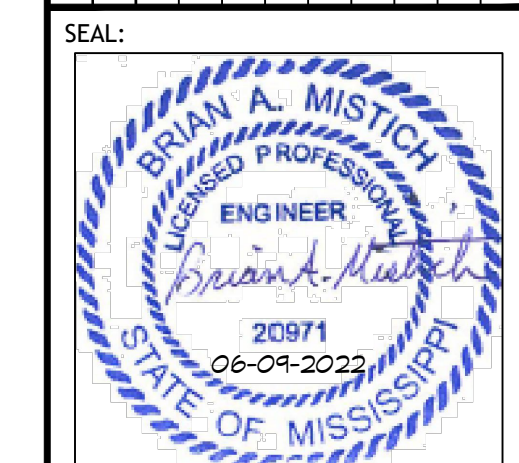 SEAL:
BRIAN A. MISTICH
LICENSED PROFESSIONAL
ENGINEER
Brian A. Mistich
20971
06-09-2022
STATE OF MISSISSIPPI